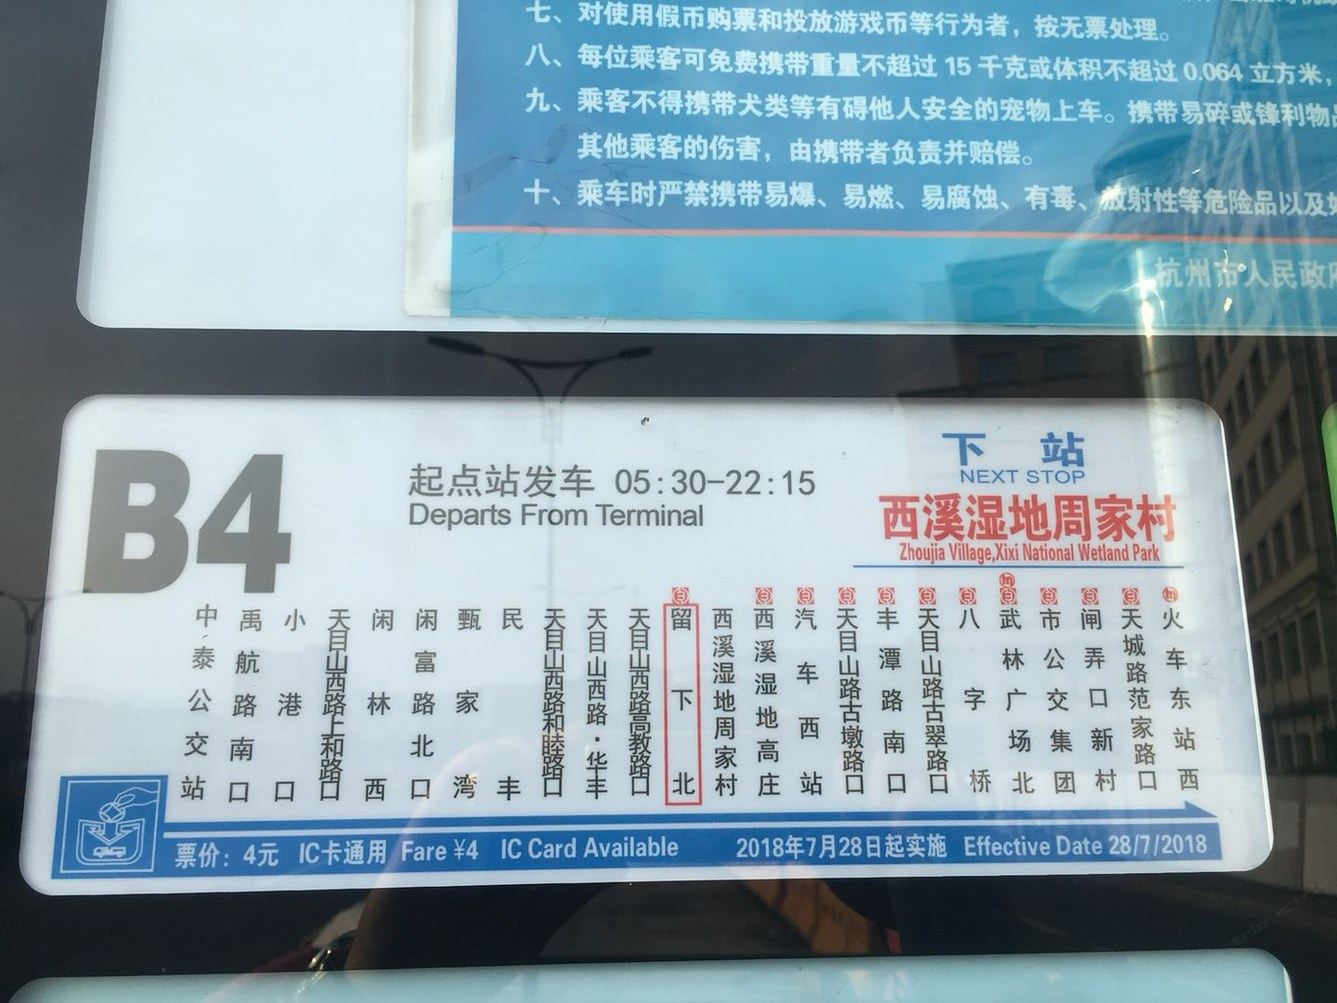 七、对使用假币购票和投放游戏币等行为者，按无票处理。
八、每位乘客可免费携带重量不超过 15 千克或体积不超过 0.064 立方米，
九、乘客不得携带犬类等有碍他人安全的宠物上车。携带易碎或锋利物
其他乘客的伤害，由携带者负责并赔偿。
十、乘车时严禁携带易爆、易燃、易腐蚀、有毒、放射性等危险品以及
杭州市人民政府
B4
起点站发车 05:30-22:15
Departs From Terminal
下 站
NEXT STOP
西溪湿地周家村
Zhoujia Village,Xixi National Wetland Park
中泰公交站
禹航路南口
小港口
天目山西路上和路口
闲林西
闲富路北口
甄家湾
民丰
天目山西路和睦路口
天目山西路·华丰
天目山西路高教路口
留下北
西溪湿地周家村
西溪湿地高庄
汽车西站
天目山路古墩路口
丰潭路南口
天目山路古翠路口
八字桥
武林广场北
市公交集团
闸弄口新村
天城路范家路口
火车东站西
票价：4元 IC卡通用 Fare ¥4 IC Card Available 2018年7月28日起实施 Effective Date 28/7/2018